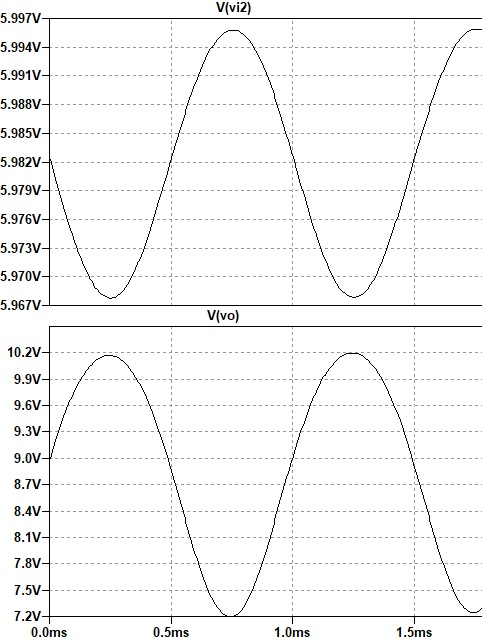 V(vi2)
5.997V
5.994V
5.991V
5.988V
5.985V
5.982V
5.979V
5.976V
5.973V
5.970V
5.967V
V(vo)
10.2V
9.9V
9.6V
9.3V
9.0V
8.7V
8.4V
8.1V
7.8V
7.5V
7.2V
0.0ms 0.5ms 1.0ms 1.5ms